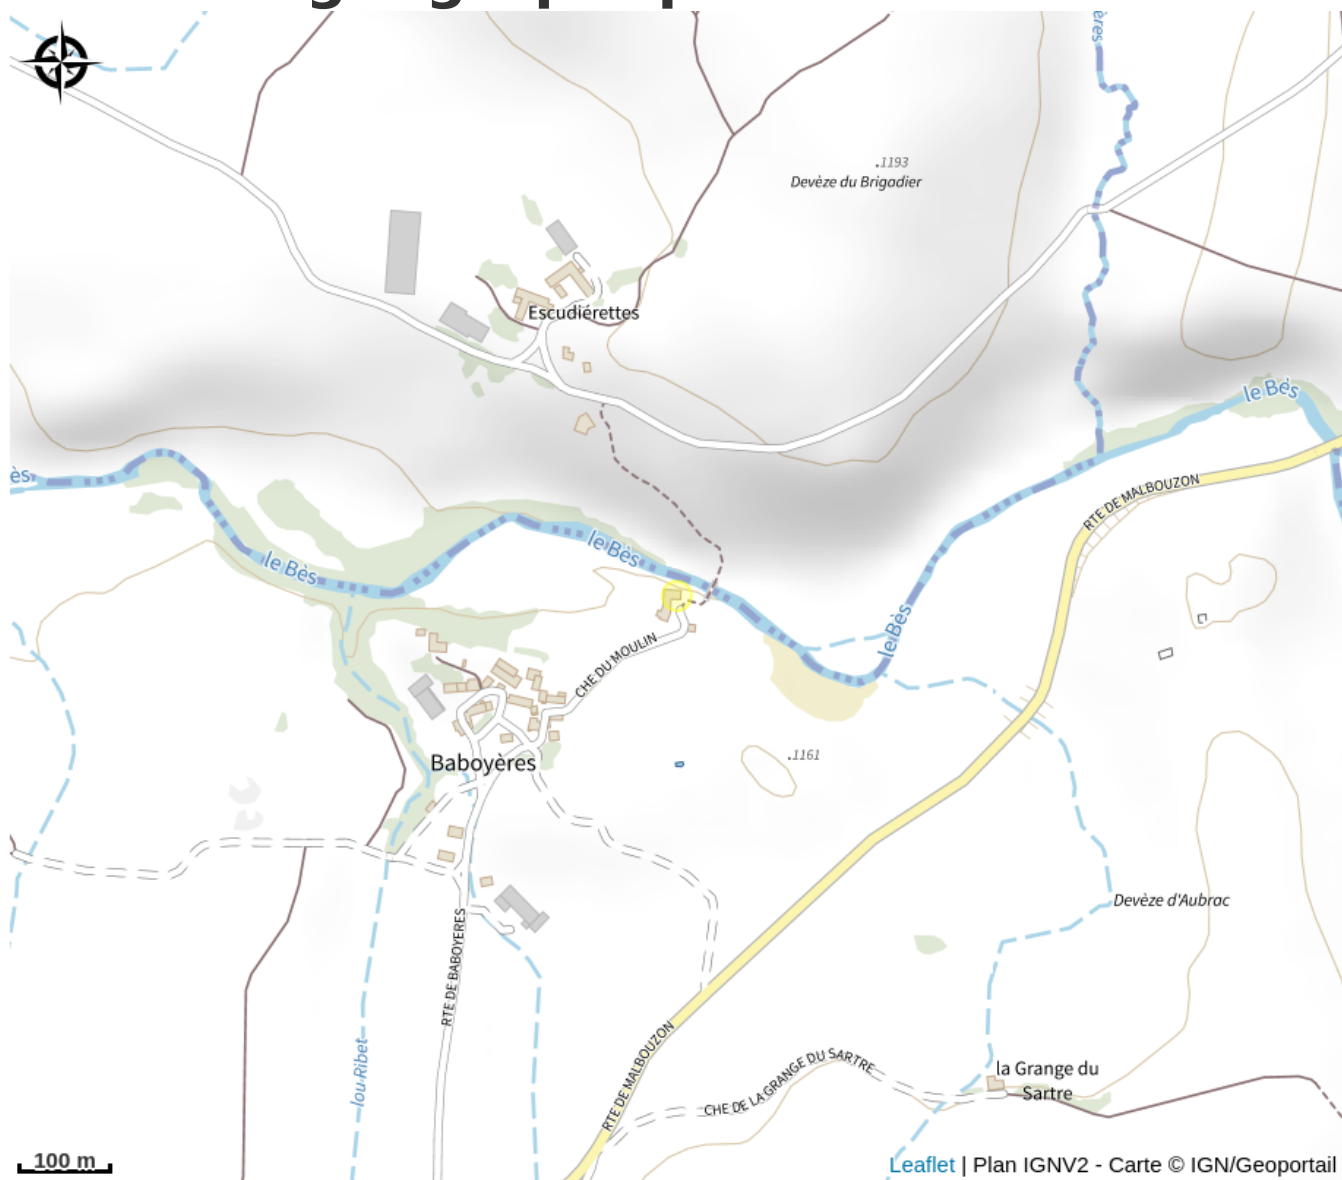 ères
.1193
Devèze du Brigadier
Escudiérettes
le Bès
ès
RTE DE MALBOUZON
le Bès
le Bès
le Bès
CHE DU MOULIN
Baboyères
.1161
Devèze d'Aubrac
RTE DE BABOYERES
lou Ribet
RTE DE MALBOUZON
CHE DE LA GRANGE DU SARTRE
la Grange du
Sartre
100 m
Leaflet | Plan IGNV2 - Carte © IGN/Geoportail